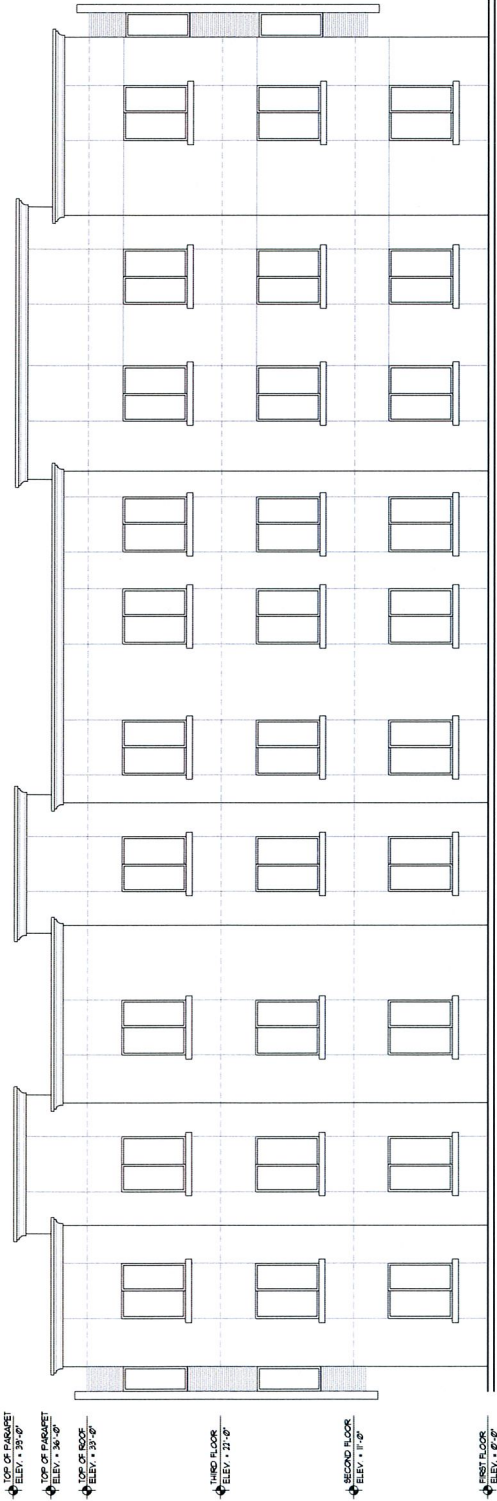 TOP OF PARAPET
ELEV. = 39'-0"
TOP OF PARAPET
ELEV. = 36'-0"
TOP OF ROOF
ELEV. = 33'-0"
THIRD FLOOR
ELEV. = 22'-0"
SECOND FLOOR
ELEV. = 11'-0"
FIRST FLOOR
ELEV. = 0'-0"